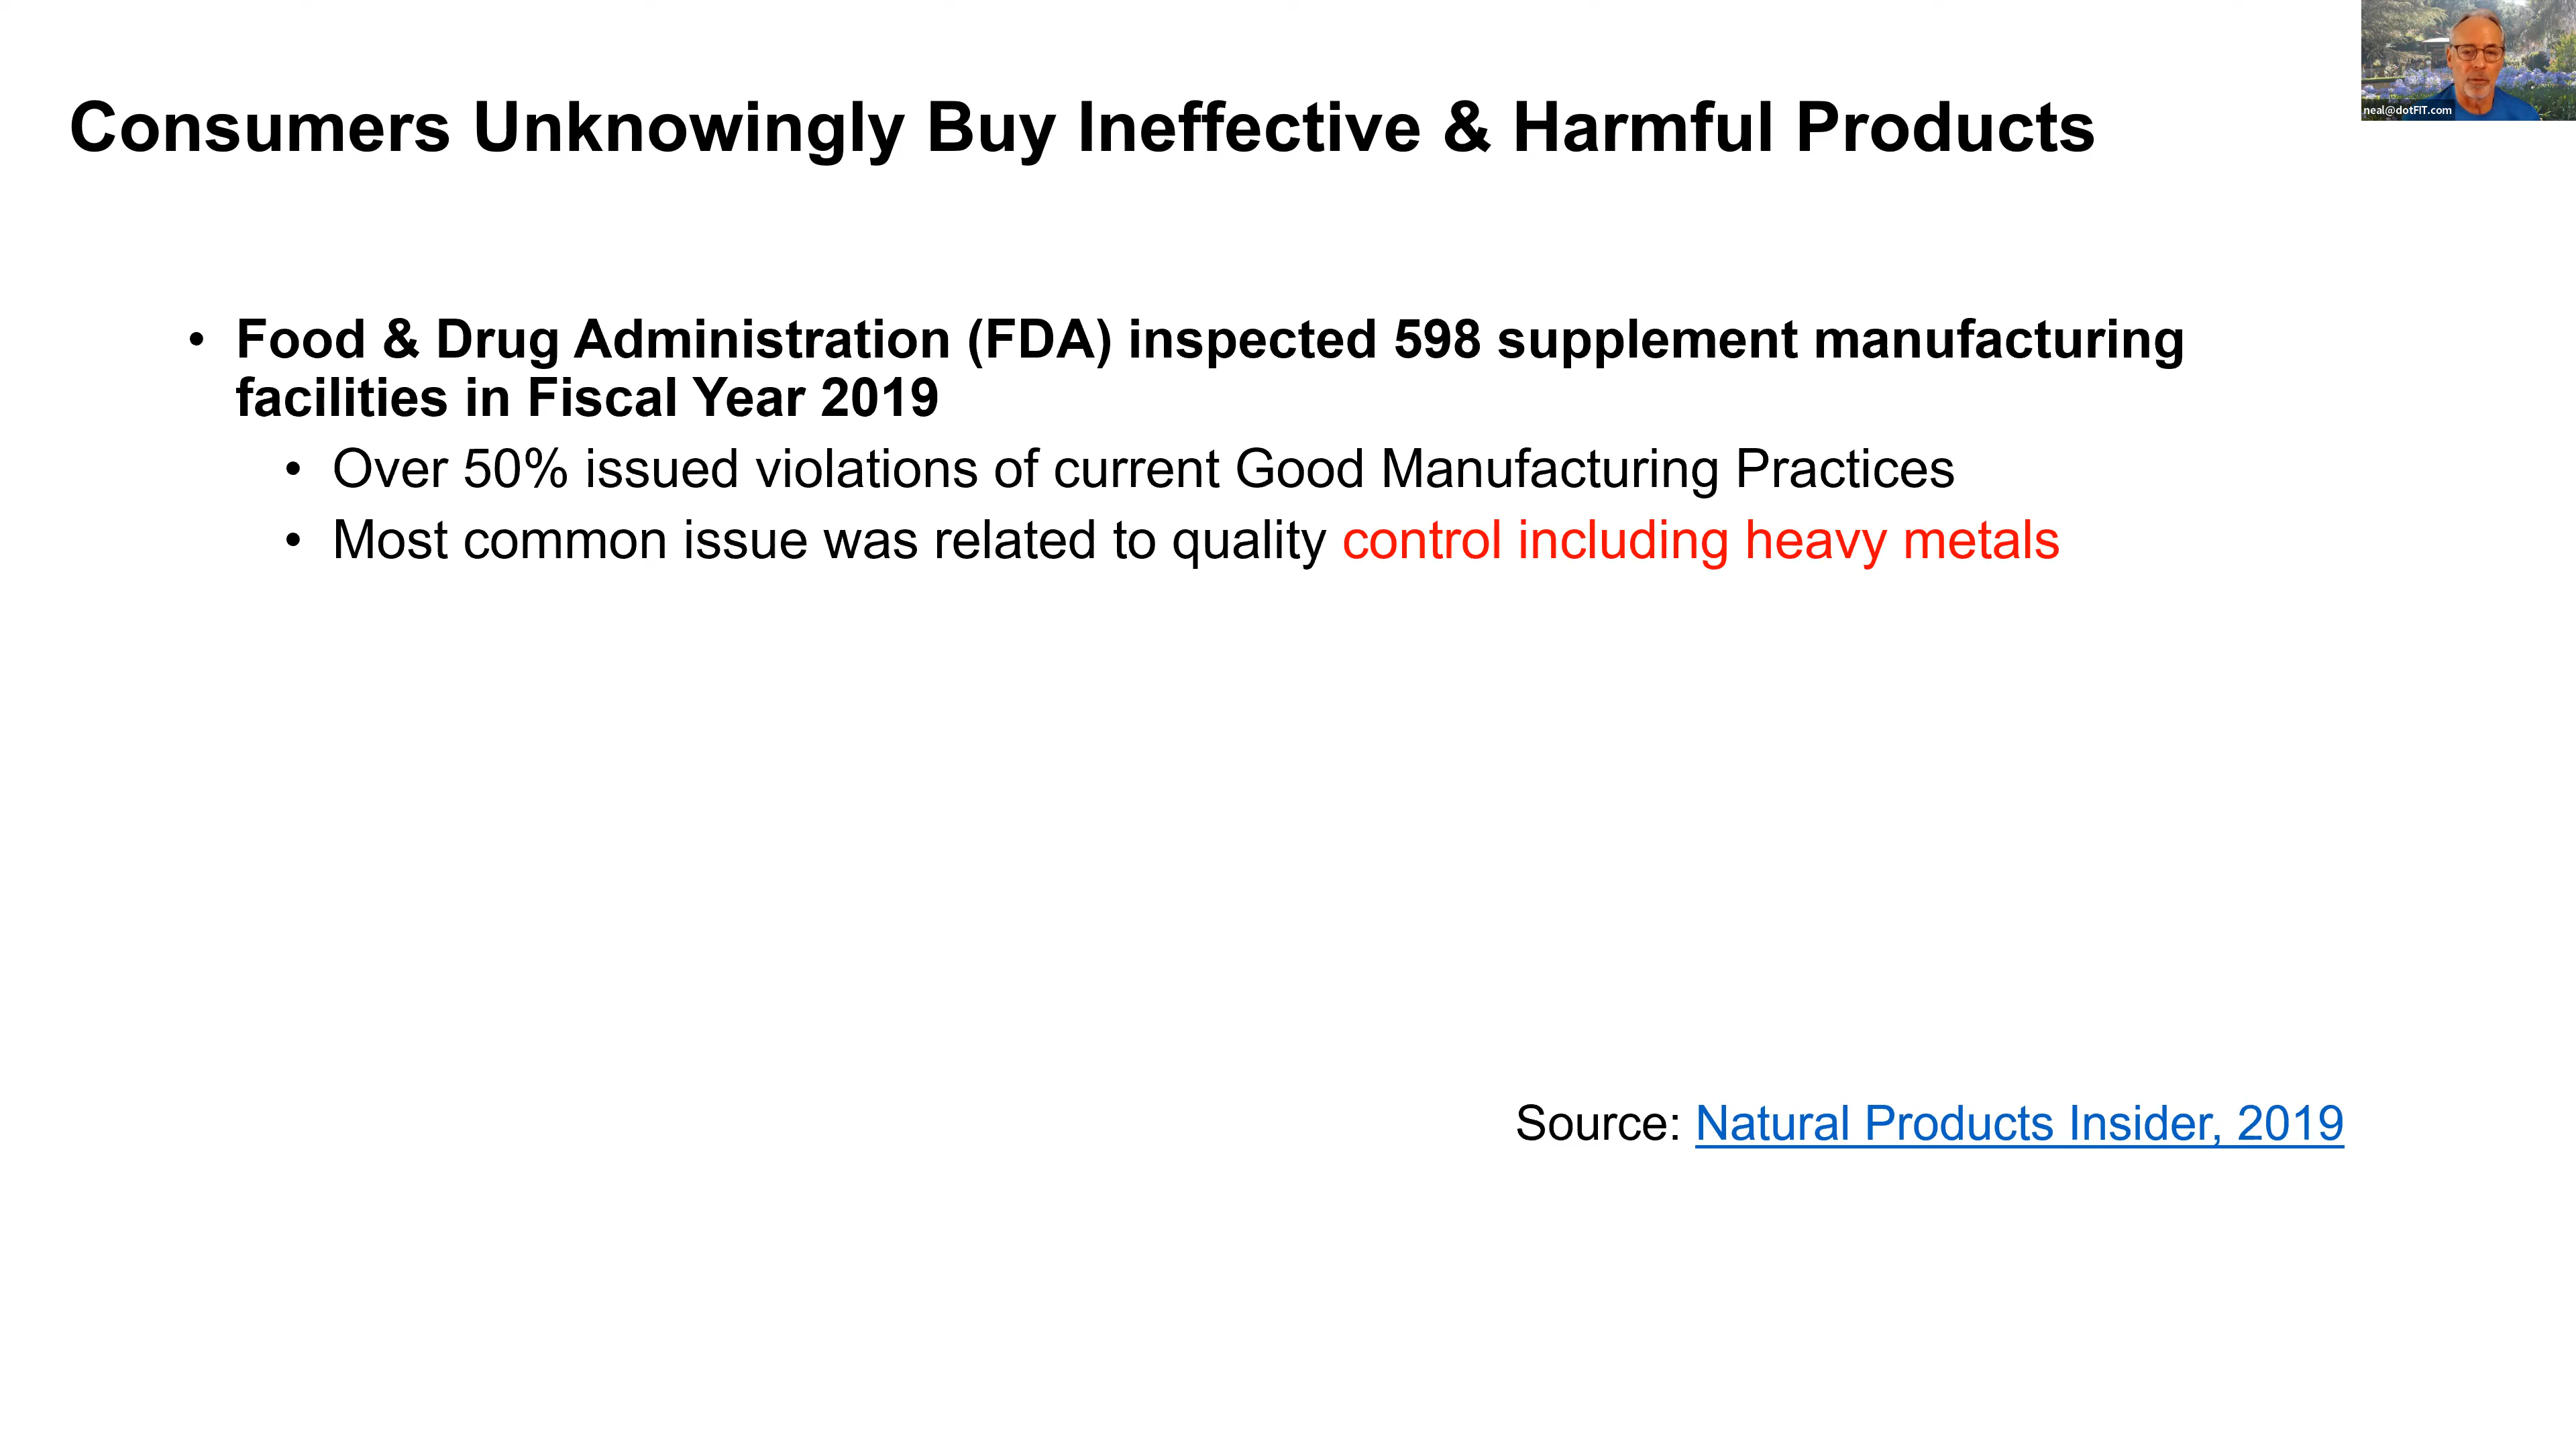 neal@dotFIT.com
Consumers Unknowingly Buy Ineffective & Harmful Products
• Food & Drug Administration (FDA) inspected 598 supplement manufacturing
facilities in Fiscal Year 2019
• Over 50% issued violations of current Good Manufacturing Practices
• Most common issue was related to quality control including heavy metals
Source: Natural Products Insider, 2019